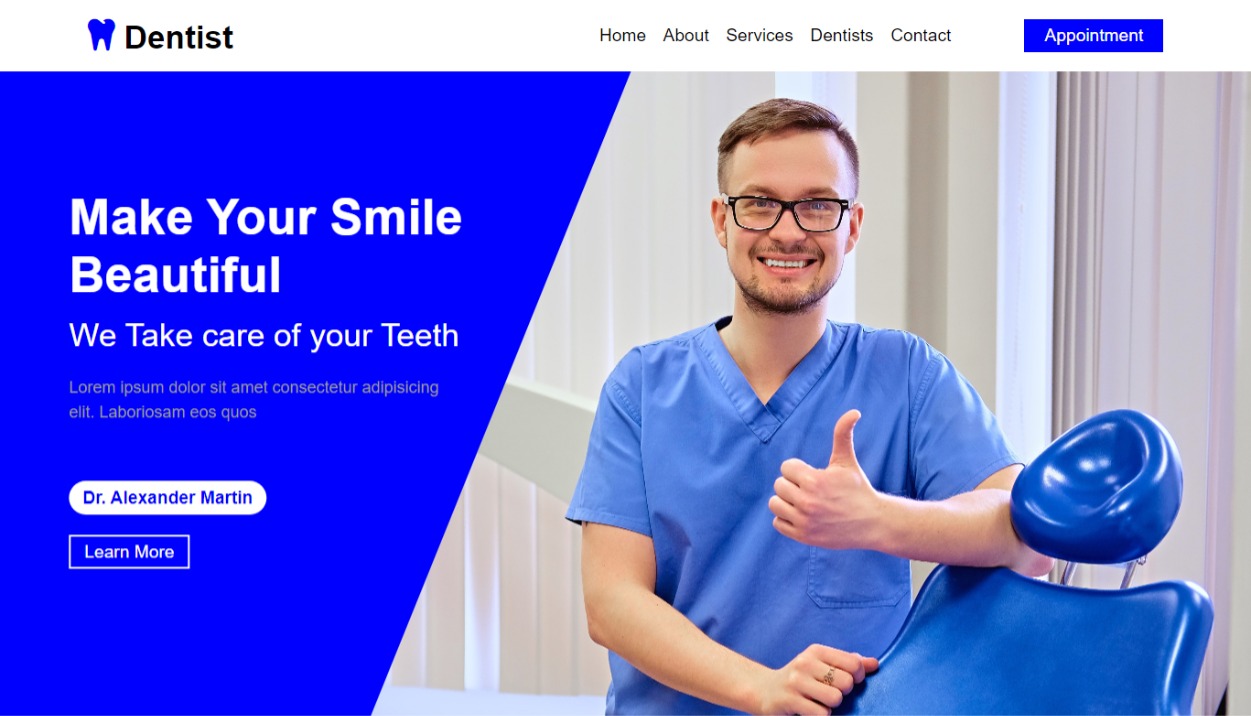 Dentist
Home About Services Dentists Contact
Appointment
Make Your Smile
Beautiful
We Take care of your Teeth
Lorem ipsum dolor sit amet consectetur adipisicing
elit. Laboriosam eos quos
Dr. Alexander Martin
Learn More